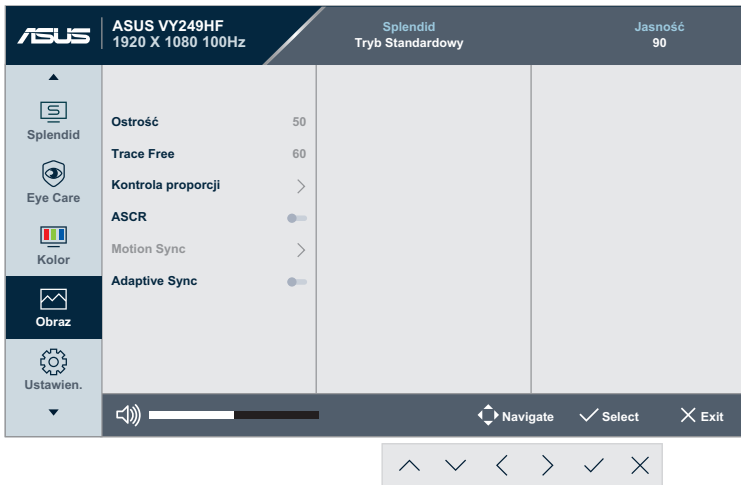 ASUS
ASUS VY249HF
1920 X 1080 100Hz
Splendid
Tryb Standardowy
Jasność
90
Splendid
Eye Care
Kolor
Obraz
Ustawien.
Ostrość 50
Trace Free 60
Kontrola proporcji
ASCR
Motion Sync
Adaptive Sync
Navigate
Select
Exit